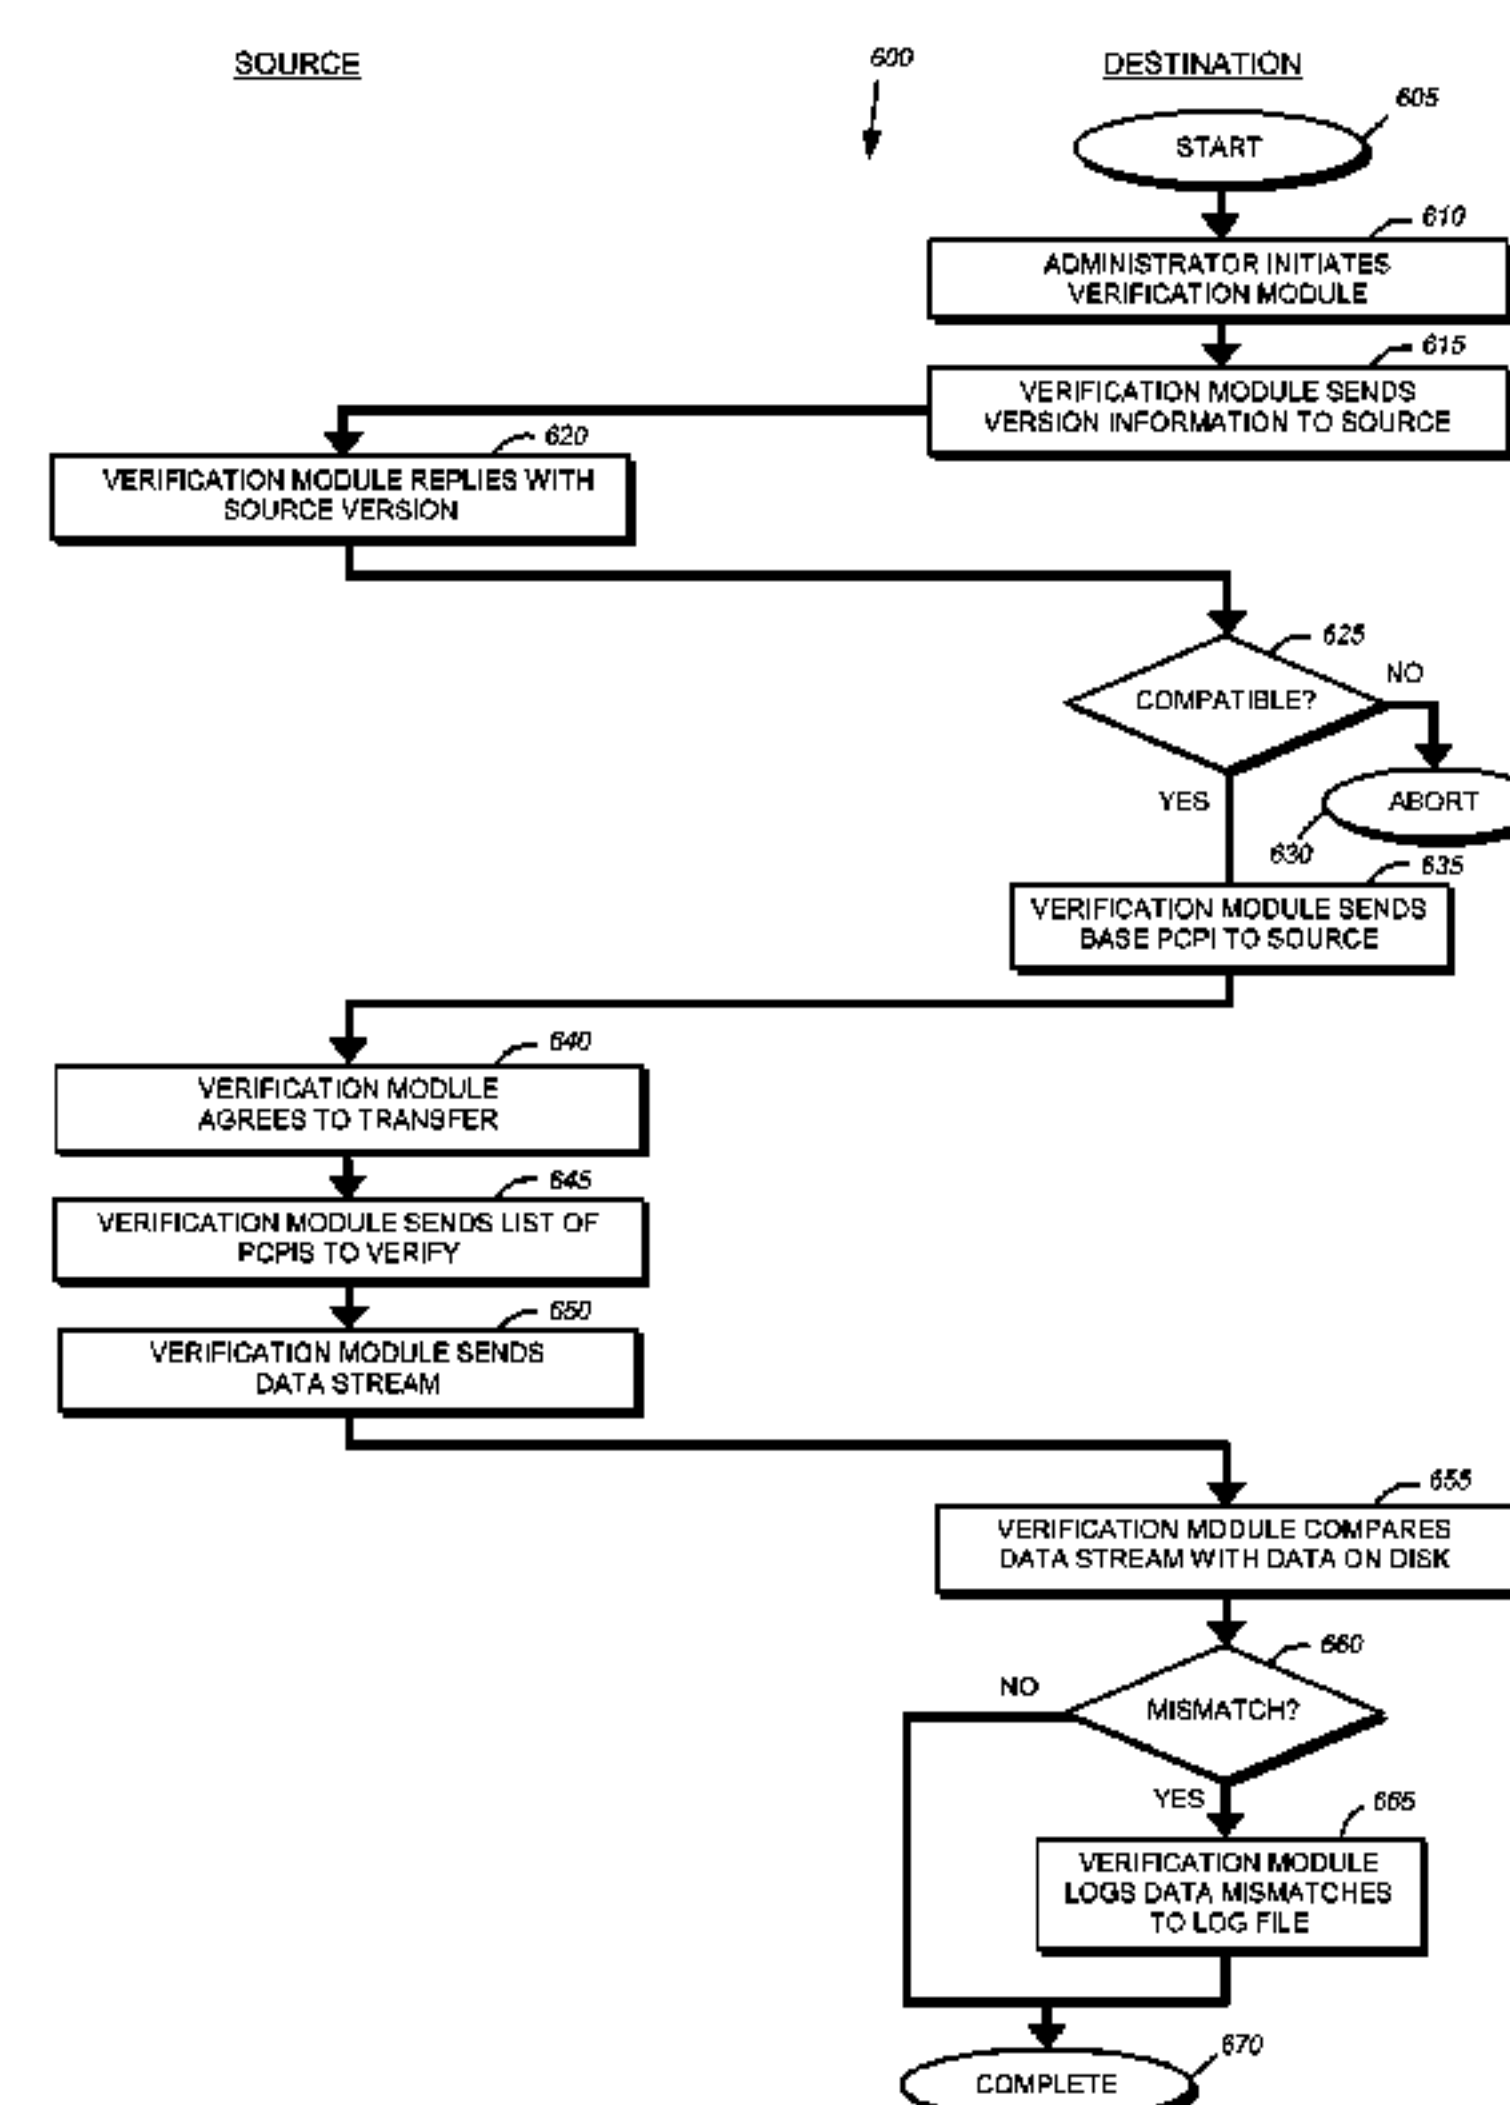 SOURCE
600
DESTINATION
605
START
610
ADMINISTRATOR INITIATES
VERIFICATION MODULE
615
VERIFICATION MODULE SENDS
VERSION INFORMATION TO SOURCE
620
VERIFICATION MODULE REPLIES WITH
SOURCE VERSION
625
COMPATIBLE?
NO
YES
ABORT
630
635
VERIFICATION MODULE SENDS
BASE PCPI TO SOURCE
640
VERIFICATION MODULE
AGREES TO TRANSFER
645
VERIFICATION MODULE SENDS LIST OF
PCPIS TO VERIFY
650
VERIFICATION MODULE SENDS
DATA STREAM
655
VERIFICATION MODULE COMPARES
DATA STREAM WITH DATA ON DISK
660
NO
MISMATCH?
YES
665
VERIFICATION MODULE
LOGS DATA MISMATCHES
TO LOG FILE
670
COMPLETE